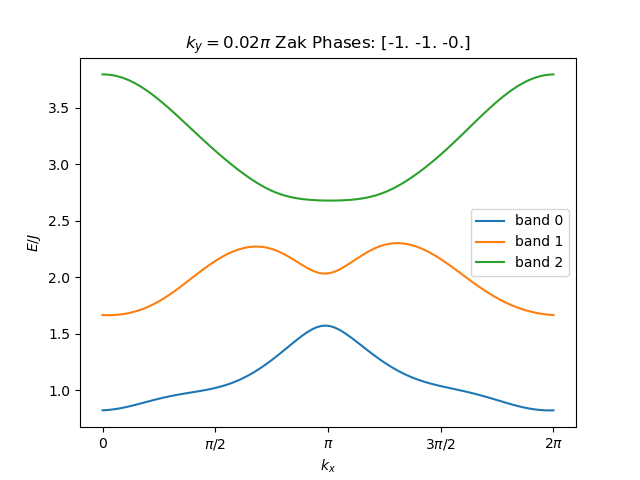 $k_y = 0.02\pi$ Zak Phases: [-1. -1. -0.]
E/J
3.5
3.0
2.5
2.0
1.5
1.0
band 0
band 1
band 2
0
π/2
π
3π/2
2π
$k_x$